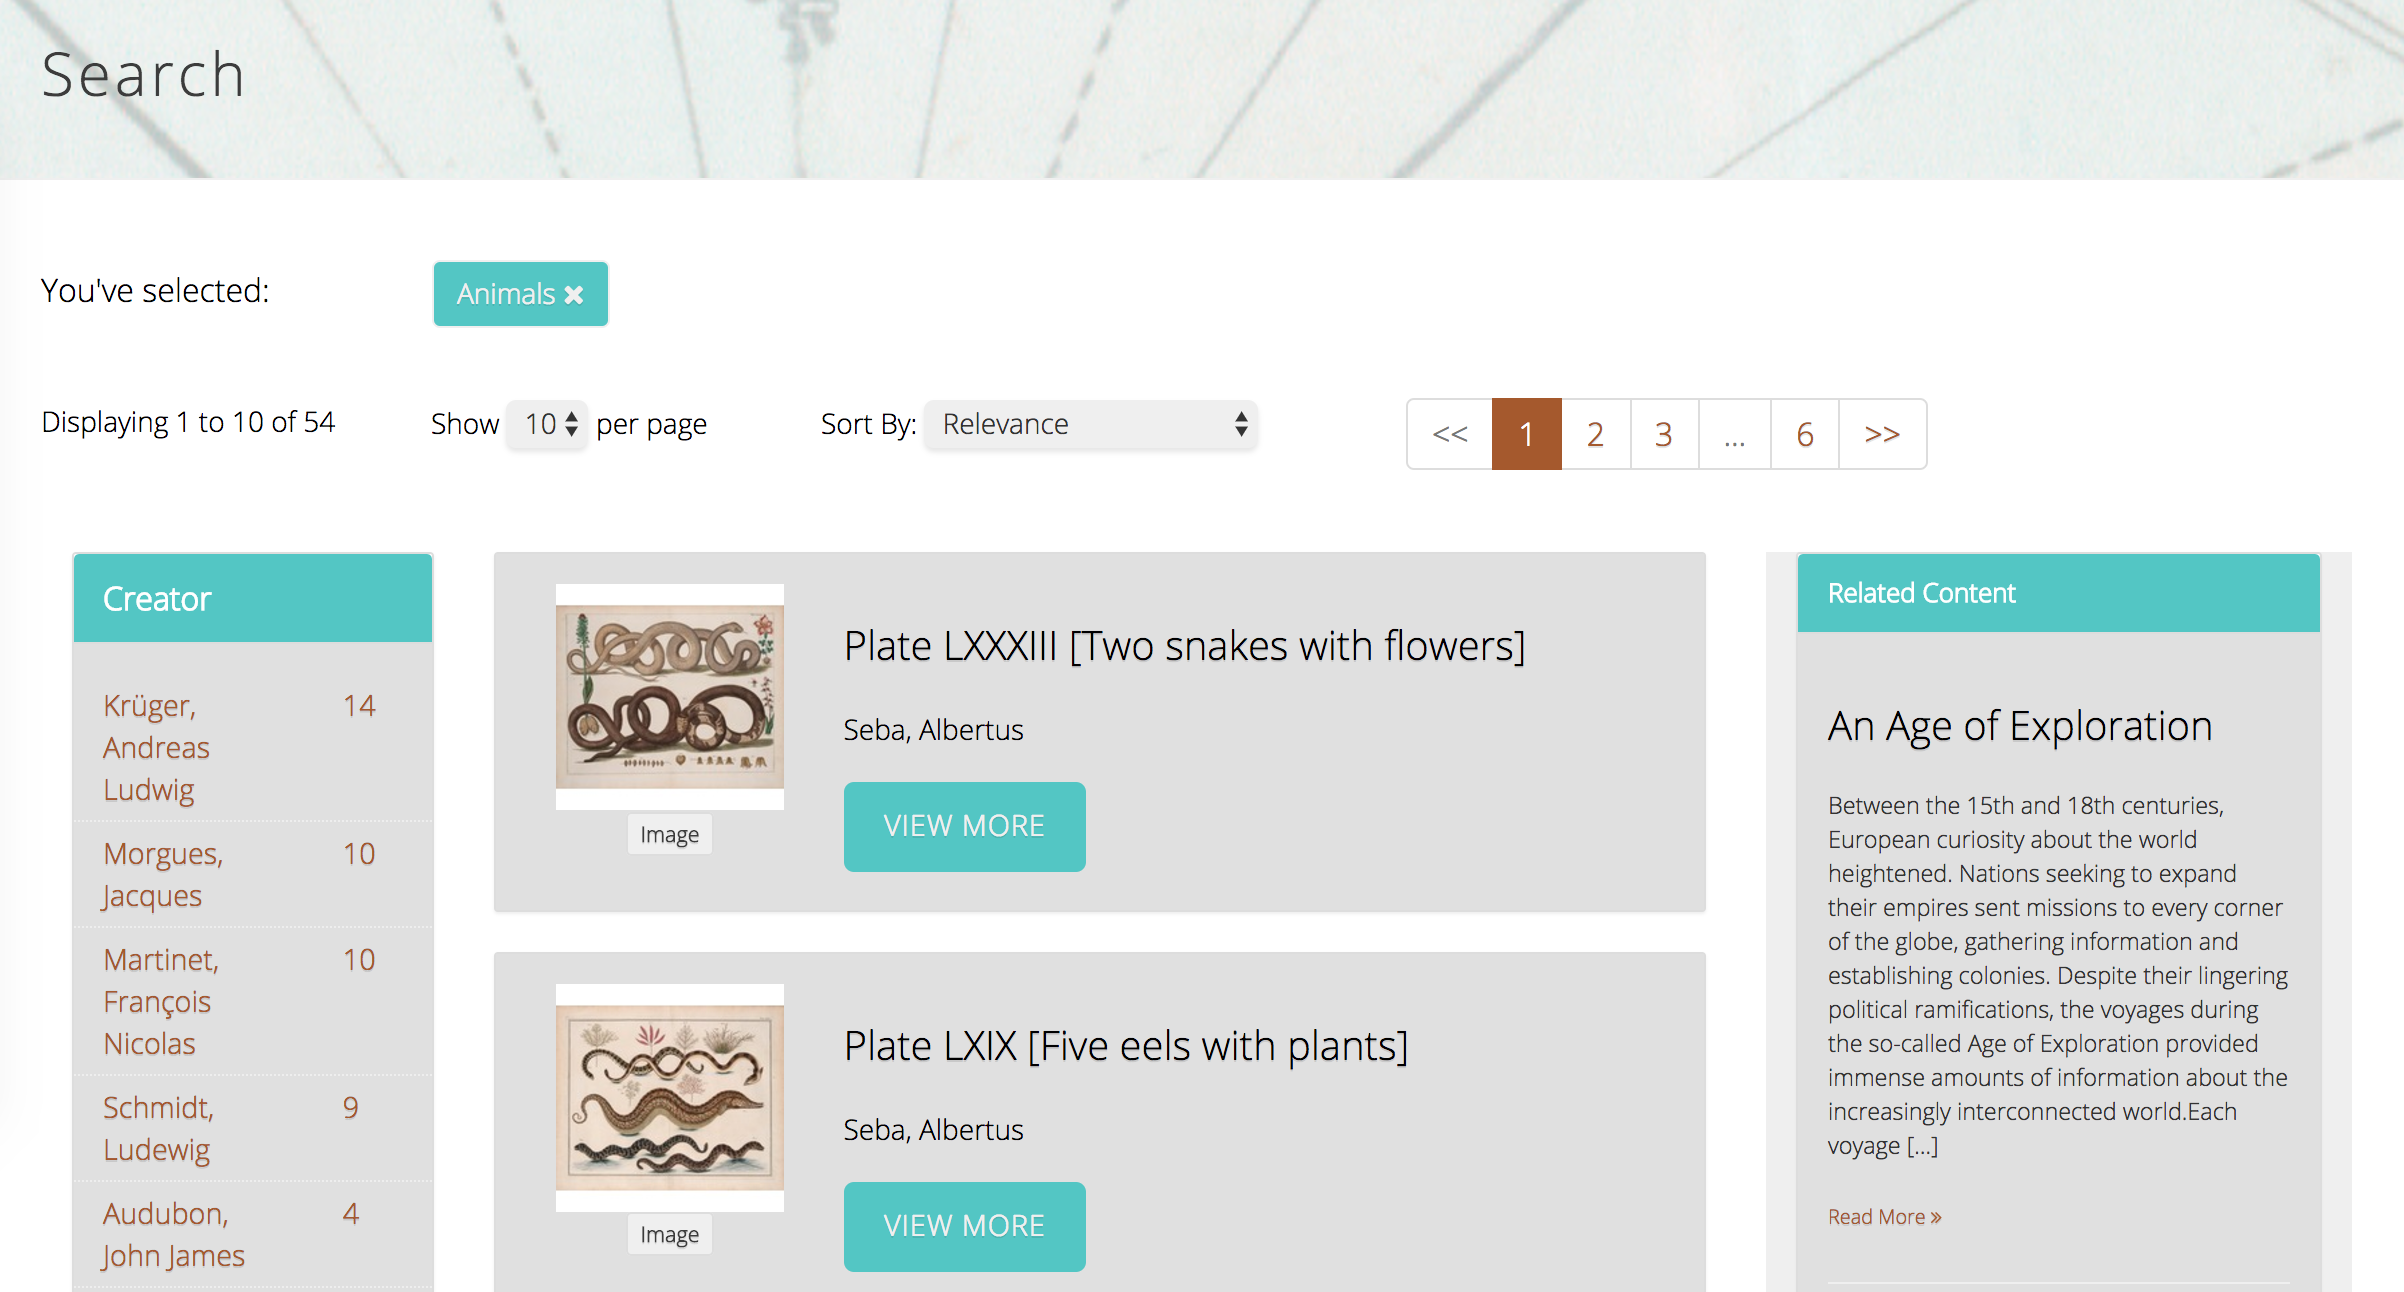 Search
You've selected:
Animals ✖
Displaying 1 to 10 of 54
Show 10 per page
Sort By: Relevance
<< 1 2 3 ... 6 >>
Creator
Krüger, 14
Andreas
Ludwig
Morgues, 10
Jacques
Martinet, 10
François
Nicolas
Schmidt, 9
Ludewig
Audubon, 4
John James
Plate LXXXIII [Two snakes with flowers]
Seba, Albertus
VIEW MORE
Image
Plate LXIX [Five eels with plants]
Seba, Albertus
VIEW MORE
Image
Related Content
An Age of Exploration
Between the 15th and 18th centuries,
European curiosity about the world
heightened. Nations seeking to expand
their empires sent missions to every corner
of the globe, gathering information and
establishing colonies. Despite their lingering
political ramifications, the voyages during
the so-called Age of Exploration provided
immense amounts of information about the
increasingly interconnected world.Each
voyage [...]
Read More »